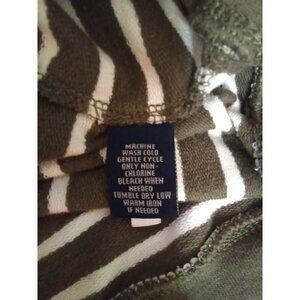 MACHINE
WASH COLD
GENTLE CYCLE
ONLY NON-
CHLORINE
BLEACH WHEN
NEEDED
TUMBLE DRY LOW
WARM IRON
IF NEEDED